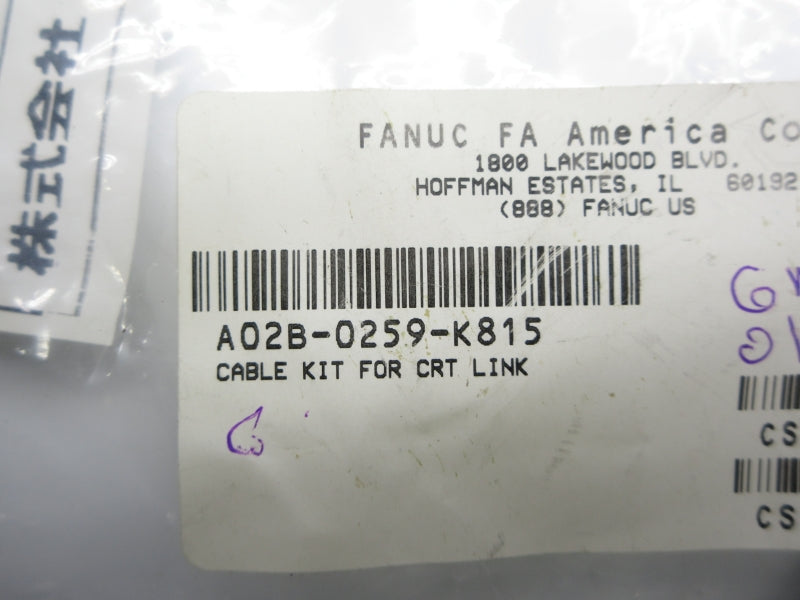 株式会社
FANUC FA America Co
1800 LAKEWOOD BLVD.
HOFFMAN ESTATES, IL 60192
(888) FANUC US
A02B-0259-K815
CABLE KIT FOR CRT LINK
CS
CS